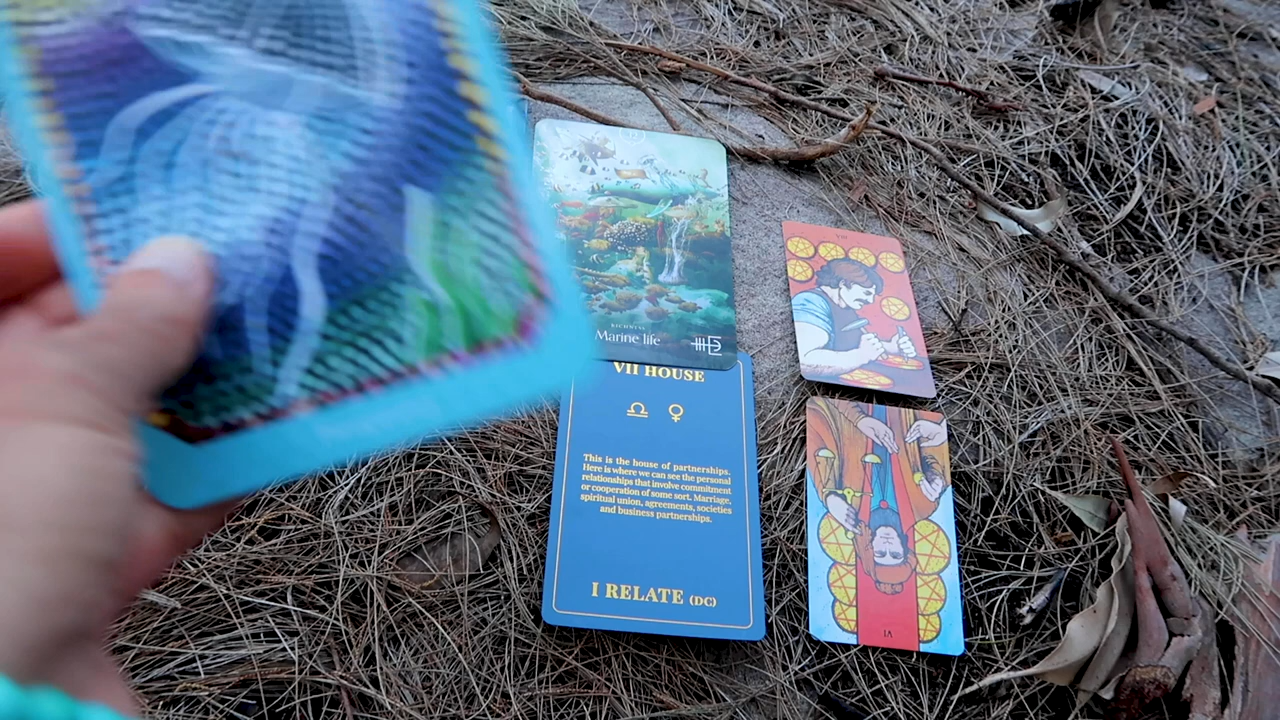 RICHNESS
Marine life
VII HOUSE
This is the house of partnerships.
Here is where we can see the personal
relationships that involve commitment
or cooperation of some sort. Marriage,
spiritual union, agreements, societies
and business partnerships.
I RELATE (DC)
VI